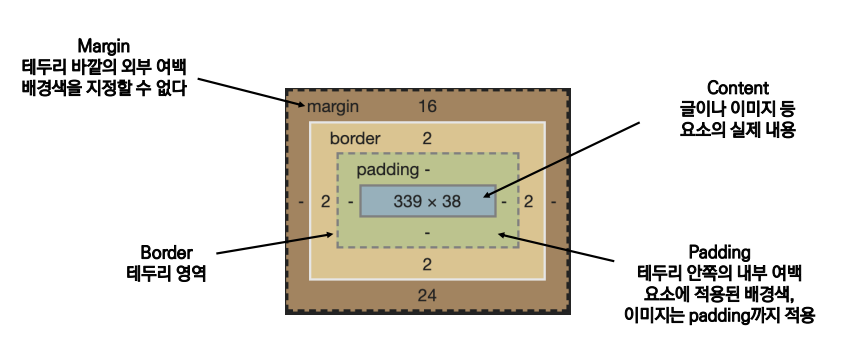 Margin
테두리 바깥의 외부 여백
배경색을 지정할 수 없다
Content
글이나 이미지 등
요소의 실제 내용
margin 16
border 2
padding -
- 2 - 339 × 38 - 2 -
-
2
24
Border
테두리 영역
Padding
테두리 안쪽의 내부 여백
요소에 적용된 배경색,
이미지는 padding까지 적용